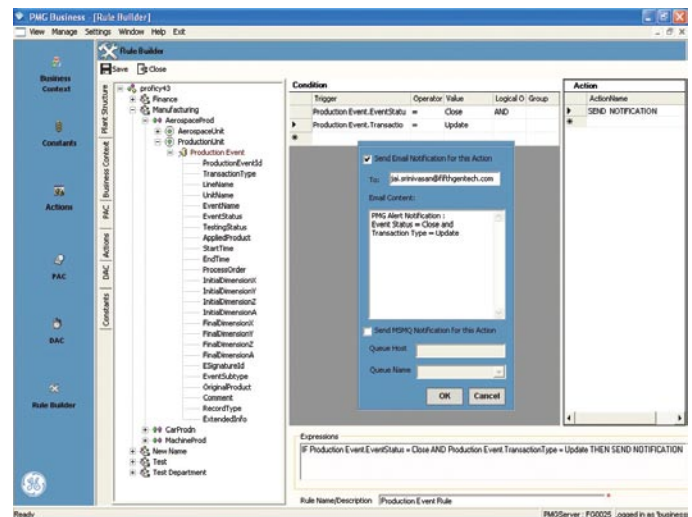 PMG Business - [Rule Builder]
View Manage Settings Window Help Exit
Rule Builder
Save Close
Business Context
Constants
Actions
PAC
DAC
Rule Builder
Plant Structure
Business Context
PAC
Actions
DAC
Constants
proficy43
Finance
Manufacturing
AerospaceProd
AerospaceUnit
ProductionUnit
Production Event
ProductionEventId
TransactionType
LineName
UnitName
EventName
EventStatus
TestingStatus
AppliedProduct
StartTime
EndTime
ProcessOrder
InitialDimensionX
InitialDimensionY
InitialDimensionZ
InitialDimensionA
FinalDimensionX
FinalDimensionY
FinalDimensionZ
FinalDimensionA
ESignatureId
EventSubtype
OriginalProduct
Comment
RecordType
ExtendedInfo
CarProdn
MachineProd
New Name
Test
Test Department
Condition
Trigger Operator Value Logical O Group
Production Event.EventStatu = Close AND
Production Event.Transactio = Update
Action
ActionName
SEND NOTIFICATION
Send Email Notification for this Action
To: jai.srinivasan@fifthgentech.com
Email Content:
PMG Alert Notification :
Event Status = Close and
Transaction Type = Update
Send MSMQ Notification for this Action
Queue Host
Queue Name
OK Cancel
Expressions
IF Production Event.EventStatus = Close AND Production Event.TransactionType = Update THEN SEND NOTIFICATION
Rule Name/Description Production Event Rule *
Ready PMGServer : FG0025 Logged in as 'business